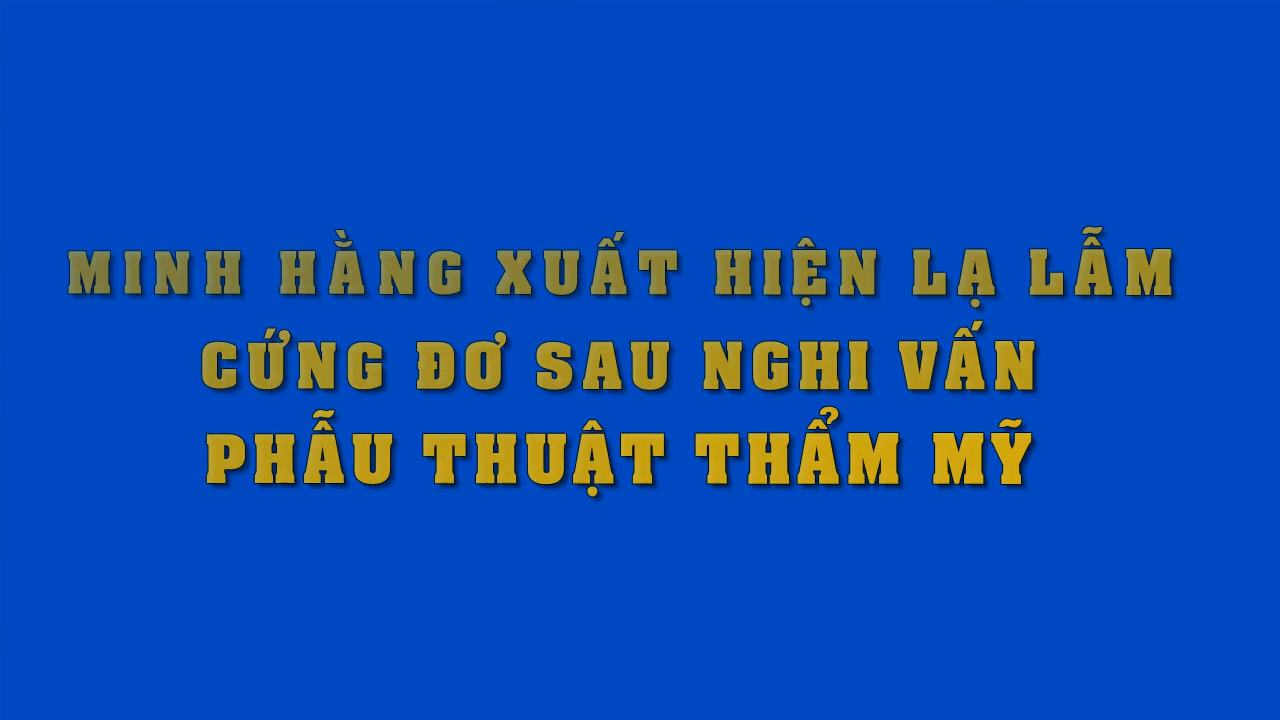 MINH HẰNG XUẤT HIỆN LẠ LẪM
CỨNG ĐƠ SAU NGHI VẤN
PHẪU THUẬT THẨM MỸ